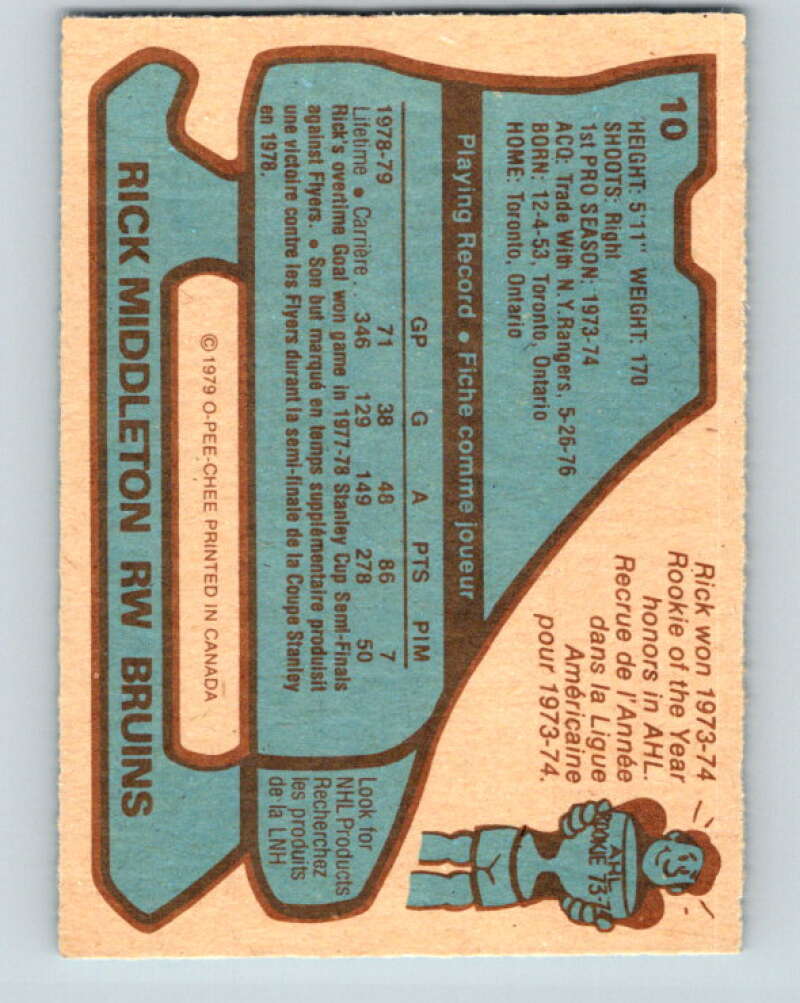 10
HEIGHT: 5'11" WEIGHT: 170
SHOOTS: Right
1st PRO SEASON: 1973-74
ACQ: Trade With N.Y. Rangers, 5-26-76
BORN: 12-4-53, Toronto, Ontario
HOME: Toronto, Ontario
Rick won 1973-74
Rookie of the Year
honors in AHL.
Recrue de l'Année
dans la Ligue
Américaine
pour 1973-74.
AHL
ROOKIE 73-74
Playing Record • Fiche comme joueur
GP G A PTS PIM
1978-79 71 38 48 86 7
Lifetime • Carrière . . 346 129 149 278 50
Rick's overtime Goal won game in 1977-78 Stanley Cup Semi-Finals
against Flyers. • Son but marqué en temps supplémentaire produisit
une victoire contre les Flyers durant la semi-finale de la Coupe Stanley
en 1978.
Look for
NHL Products
Recherchez
les produits
de la LNH
© 1979 O-PEE-CHEE PRINTED IN CANADA
RICK MIDDLETON RW BRUINS